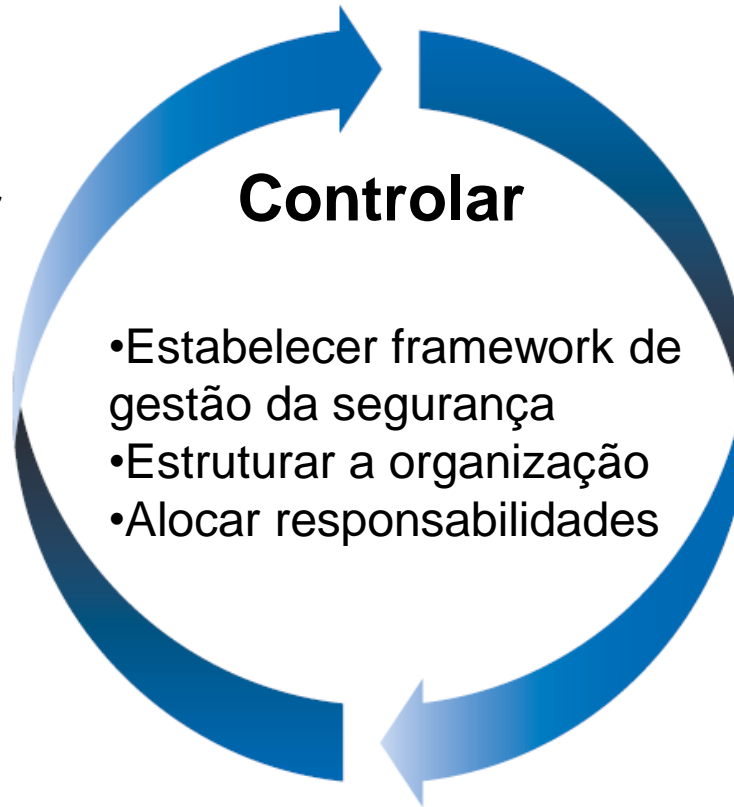 Controlar
•Estabelecer framework de
gestão da segurança
•Estruturar a organização
•Alocar responsabilidades